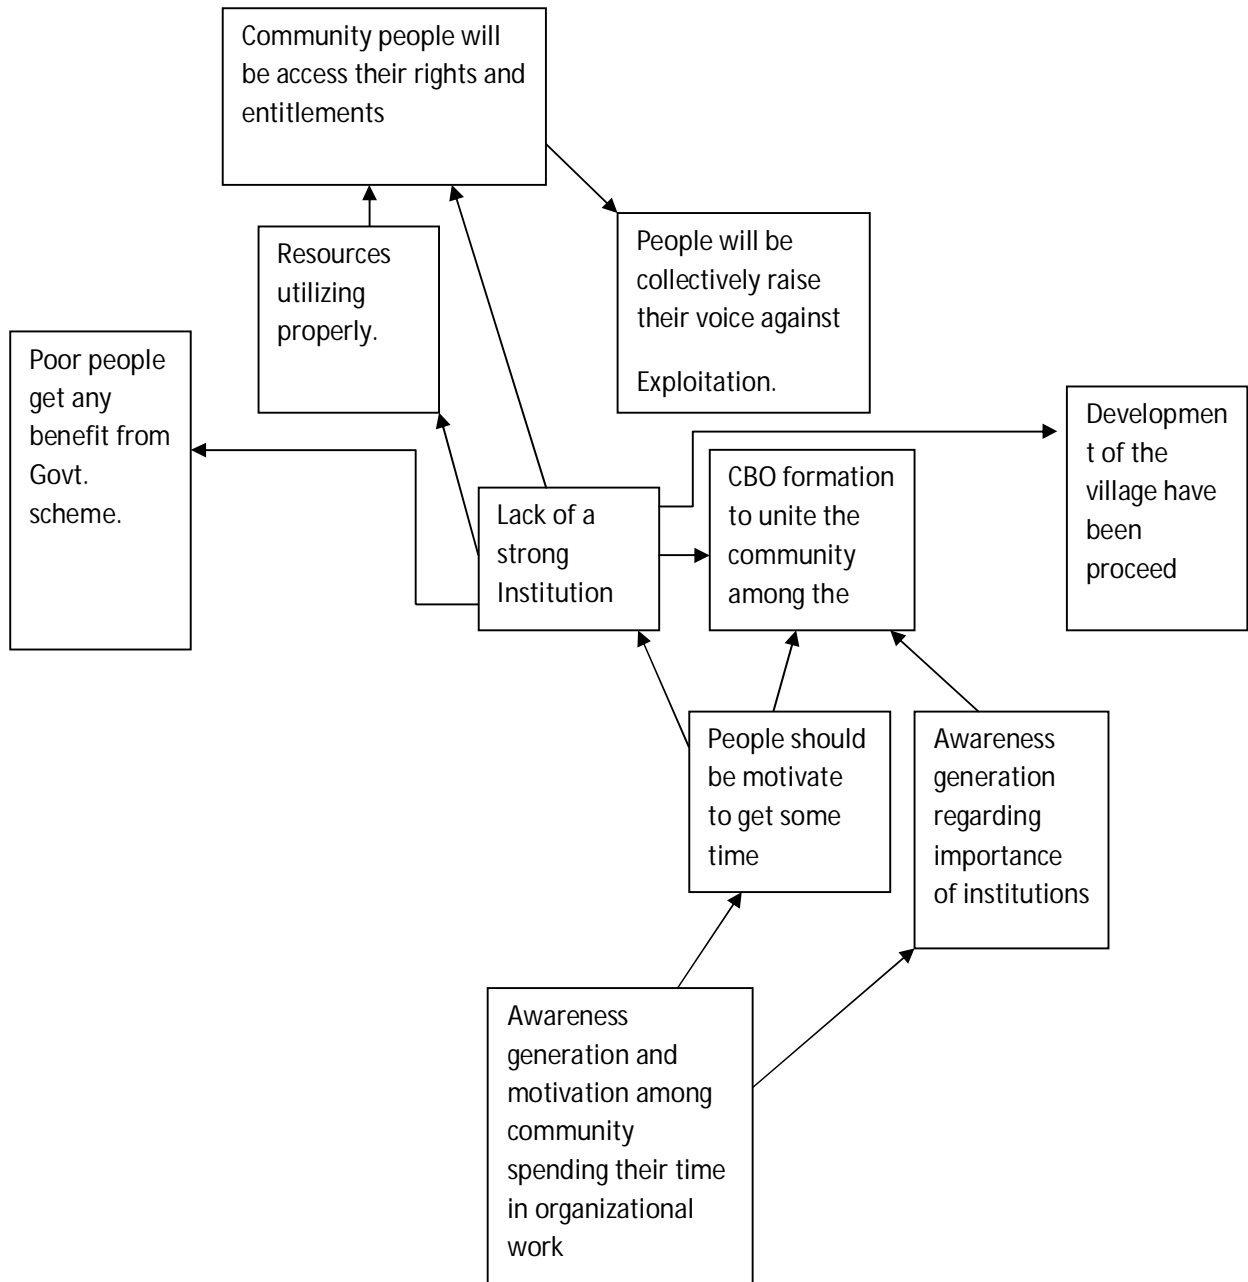 Community people will
be access their rights and
entitlements
Resources
utilizing
properly.
People will be
collectively raise
their voice against
Exploitation.
Poor people
get any
benefit from
Govt.
scheme.
Developmen
t of the
village have
been
proceed
CBO formation
to unite the
community
among the
Lack of a
strong
Institution
People should
be motivate
to get some
time
Awareness
generation
regarding
importance
of institutions
Awareness
generation and
motivation among
community
spending their time
in organizational
work